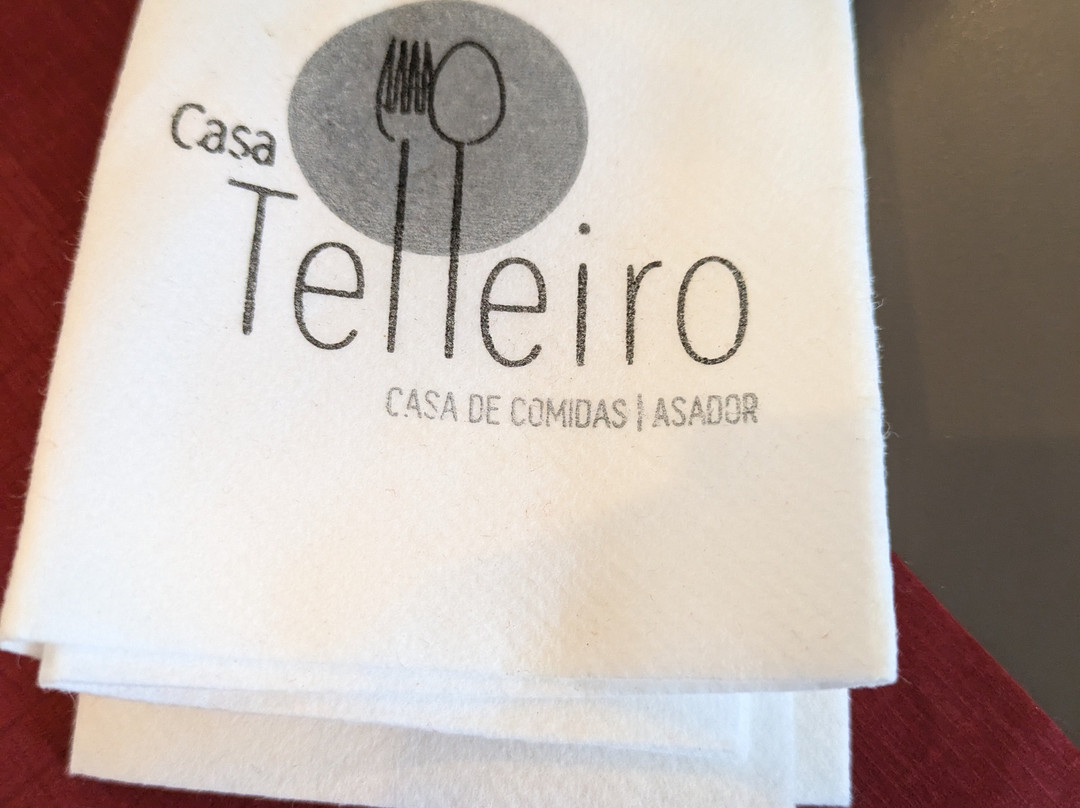 Casa
Telleiro
CASA DE COMIDAS | ASADOR